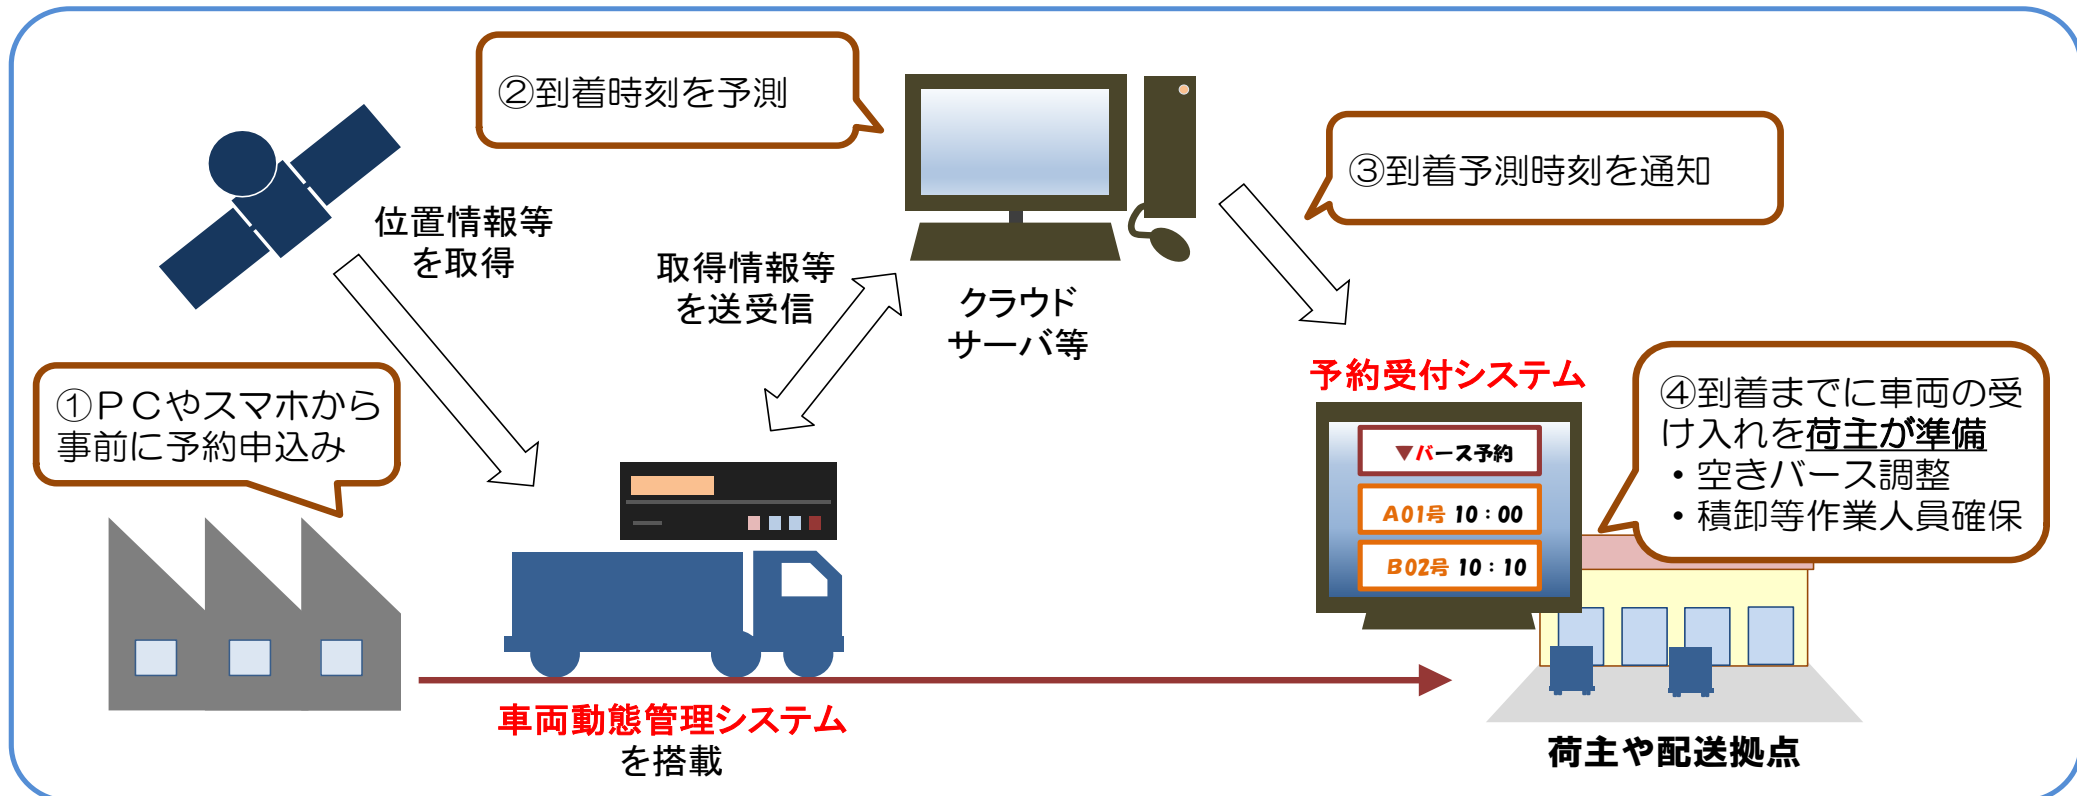 ②到着時刻を予測
③到着予測時刻を通知
位置情報等
を取得
取得情報等
を送受信
クラウド
サーバ等
①ＰＣやスマホから
事前に予約申込み
予約受付システム
▼バース予約
A01号 10：00
B02号 10：10
④到着までに車両の受
け入れを荷主が準備
・空きバース調整
・積卸等作業人員確保
車両動態管理システム
を搭載
荷主や配送拠点